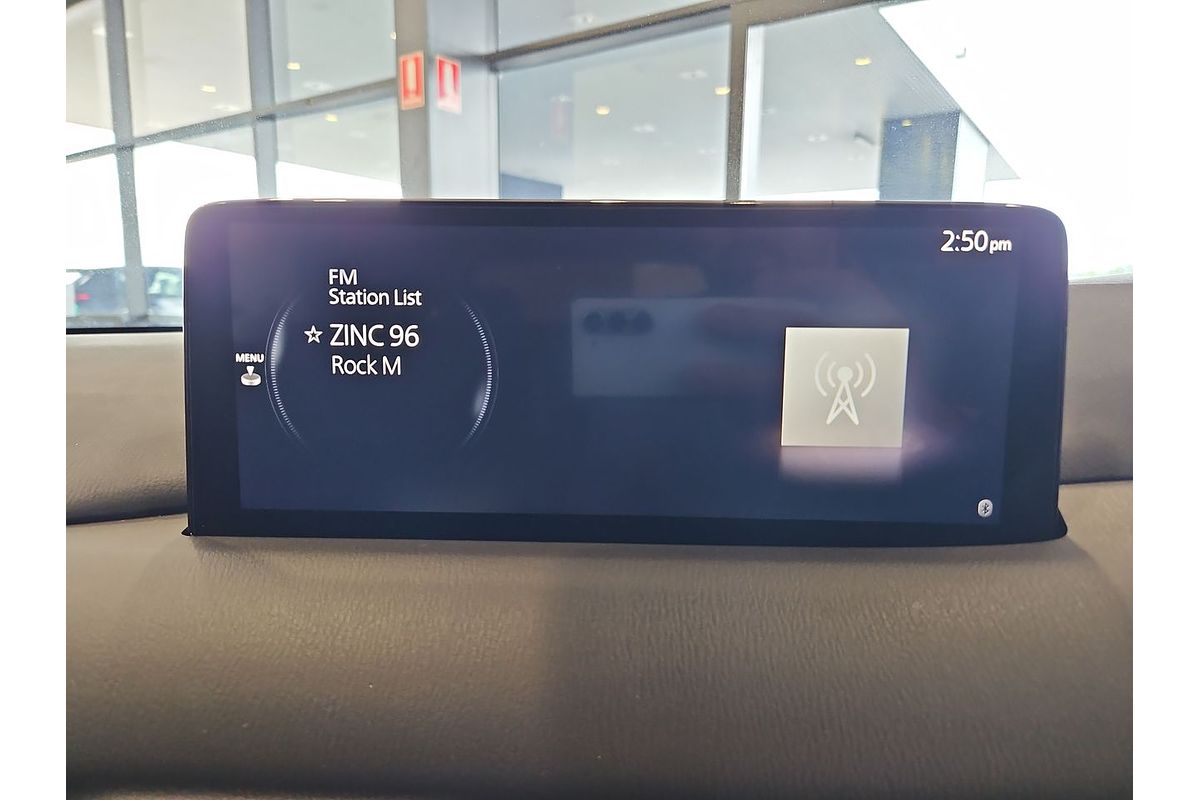 2:50pm
FM
Station List
ZINC 96
Rock M
MENU